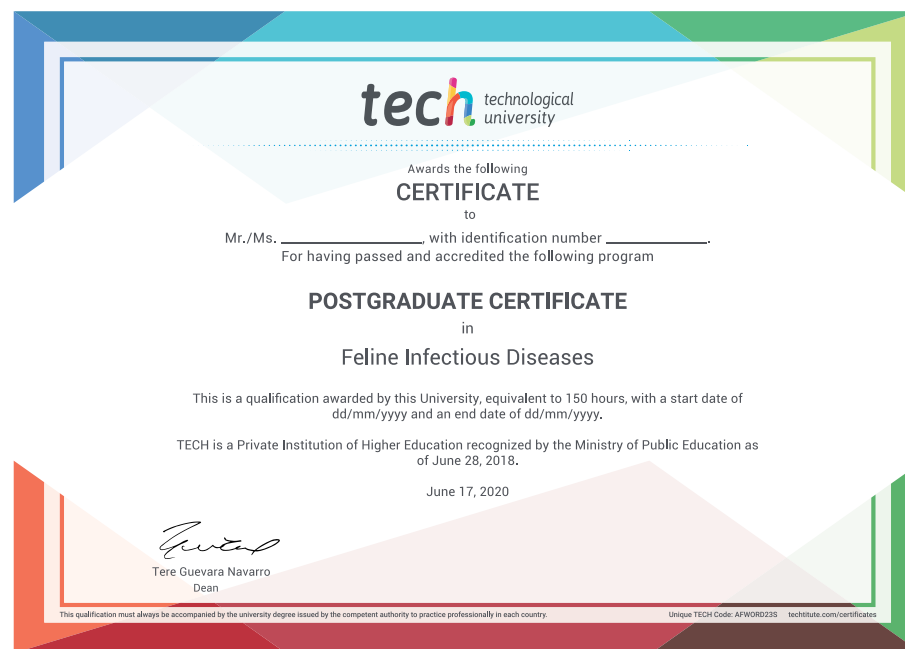 tech technological
university
Awards the following
CERTIFICATE
to
Mr./Ms. ____________________, with identification number ______________.
For having passed and accredited the following program
POSTGRADUATE CERTIFICATE
in
Feline Infectious Diseases
This is a qualification awarded by this University, equivalent to 150 hours, with a start date of
dd/mm/yyyy and an end date of dd/mm/yyyy.
TECH is a Private Institution of Higher Education recognized by the Ministry of Public Education as
of June 28, 2018.
June 17, 2020
Tere Guevara Navarro
Dean
This qualification must always be accompanied by the university degree issued by the competent authority to practice professionally in each country.
Unique TECH Code: AFWORD23S techtitute.com/certificates